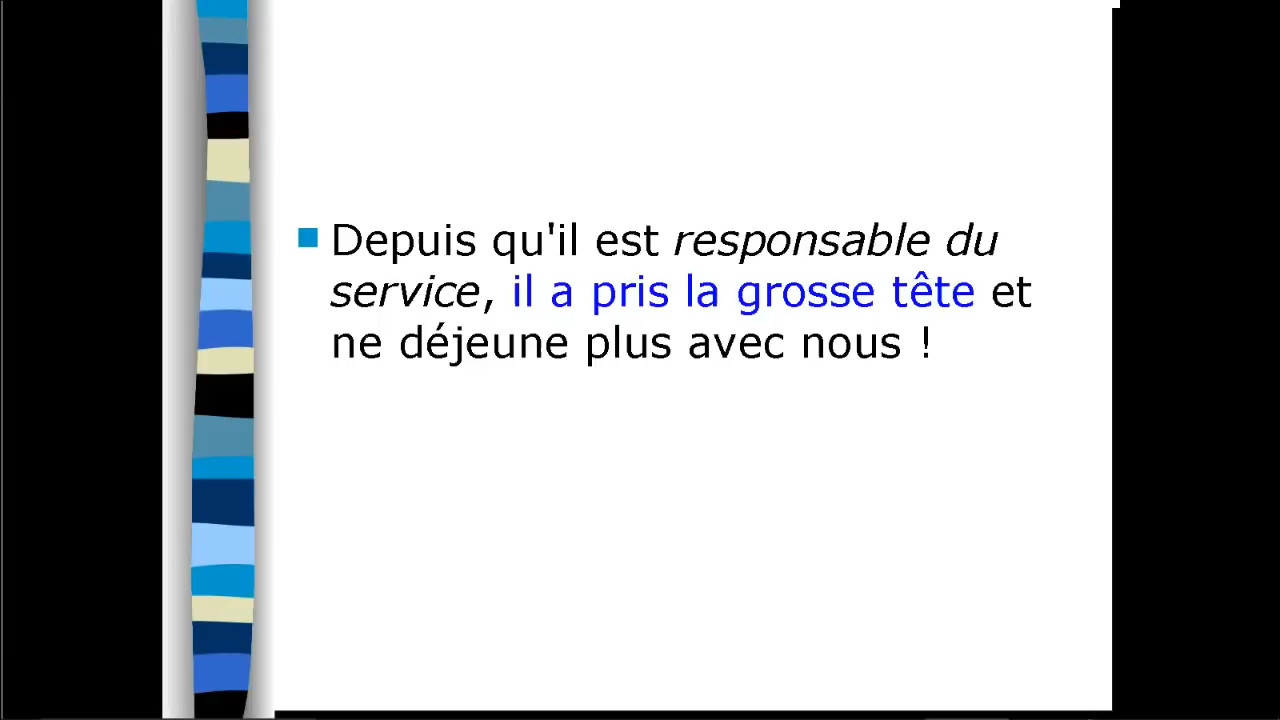 Depuis qu'il est responsable du
service, il a pris la grosse tête et
ne déjeune plus avec nous !